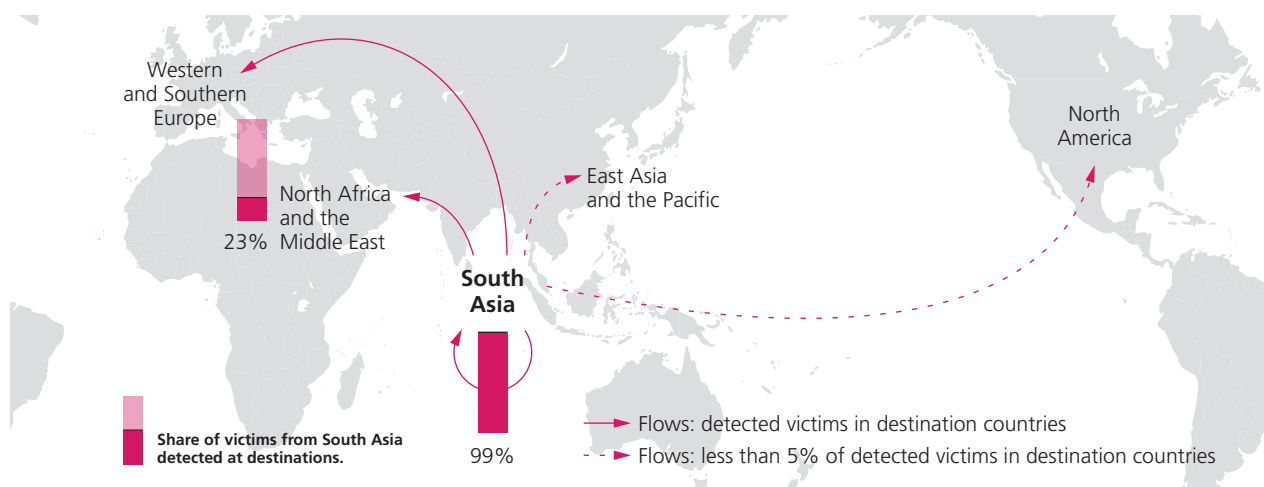 Western
and Southern
Europe
North
America
East Asia
and the Pacific
North Africa
and the
Middle East
23%
South
Asia
99%
Share of victims from South Asia
detected at destinations.
Flows: detected victims in destination countries
Flows: less than 5% of detected victims in destination countries